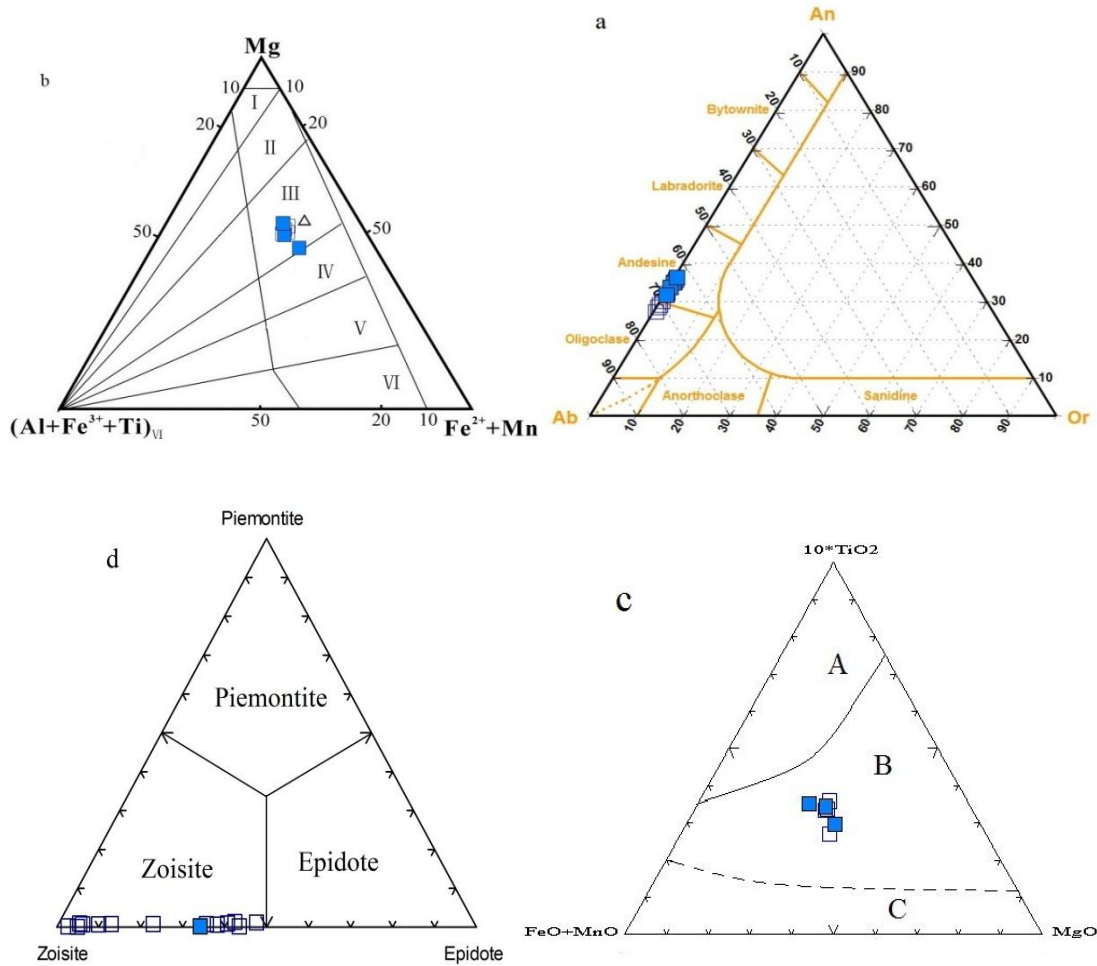 b
Mg
10 10
I
20 20
II
III
50 50
IV
V
VI
(Al+Fe³⁺+Ti)VI 50 20 10 Fe²⁺+Mn
a
An
10 90
20 80
Bytownite
30 70
40 60
Labradorite
50 50
60 40
Andesine
70 30
80 20
Oligoclase
90 10
Anorthoclase Sanidine
Ab Or
10 20 30 40 50 60 70 80 90
Piemontite
d
Piemontite
Zoisite Epidote
Zoisite Epidote
10*TiO2
c
A
B
C
FeO+MnO MgO